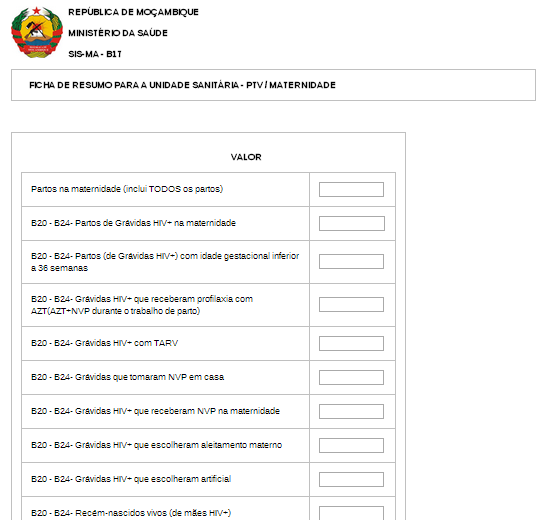 REPÚBLICA DE MOÇAMBIQUE
MINISTÉRIO DA SAÚDE
SIS-MA - B17
FICHA DE RESUMO PARA A UNIDADE SANITÁRIA - PTV / MATERNIDADE
VALOR
Partos na maternidade (inclui TODOS os partos)
B20 - B24- Partos de Grávidas HIV+ na maternidade
B20 - B24- Partos (de Grávidas HIV+) com idade gestacional inferior
a 36 semanas
B20 - B24- Grávidas HIV+ que receberam profilaxia com
AZT(AZT+NVP durante o trabalho de parto)
B20 - B24- Grávidas HIV+ com TARV
B20 - B24- Grávidas que tomaram NVP em casa
B20 - B24- Grávidas HIV+ que receberam NVP na maternidade
B20 - B24- Grávidas HIV+ que escolheram aleitamento materno
B20 - B24- Grávidas HIV+ que escolheram artificial
B20 - B24- Recém-nascidos vivos (de mães HIV+)